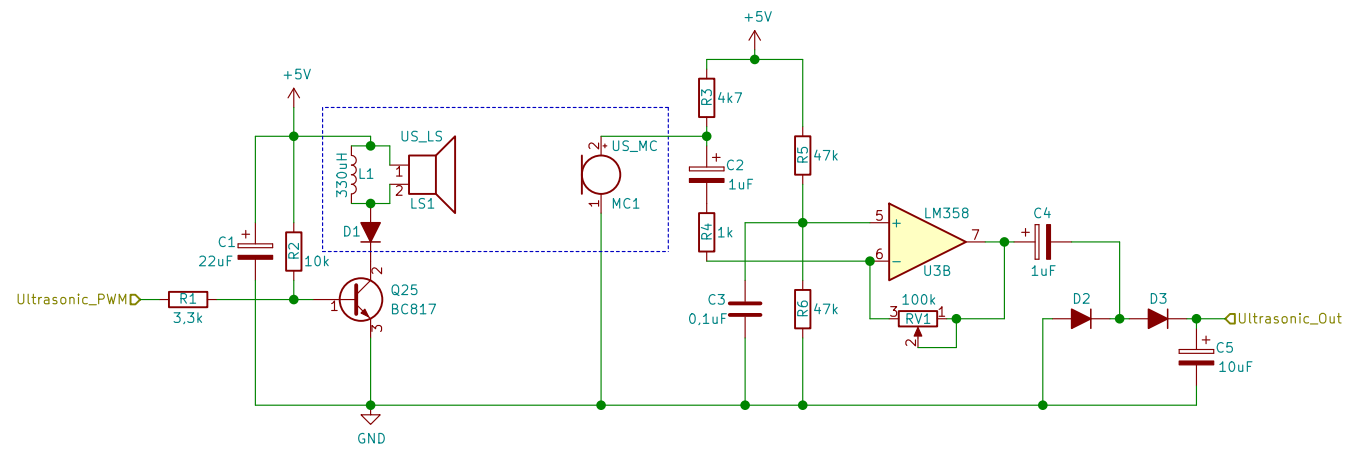 +5V
+5V
R3
4k7
US_LS
330uH
L1
1
2
LS1
2
+
US_MC
1
MC1
+
C2
1uF
R4
1k
R5
47k
D1
+
C1
22uF
R2
10k
Ultrasonic_PWM
R1
3,3k
1
2
3
Q25
BC817
GND
C3
0,1uF
R6
47k
5
+
6
-
7
LM358
U3B
100k
3
RV1
1
2
+
C4
1uF
D2
D3
Ultrasonic_Out
+
C5
10uF